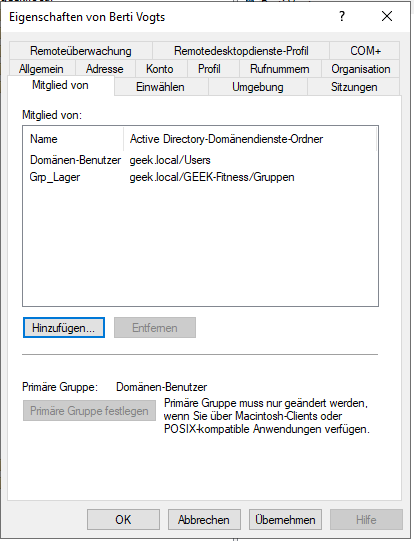 Eigenschaften von Berti Vogts
Remoteüberwachung Remotedesktopdienste-Profil COM+
Allgemein Adresse Konto Profil Rufnummern Organisation
Mitglied von Einwählen Umgebung Sitzungen
Mitglied von:
Name Active Directory-Domänendienste-Ordner
Domänen-Benutzer geek.local/Users
Grp_Lager geek.local/GEEK-Fitness/Gruppen
Hinzufügen... Entfernen
Primäre Gruppe: Domänen-Benutzer
Primäre Gruppe festlegen
Primäre Gruppe muss nur geändert werden,
wenn Sie über Macintosh-Clients oder
POSIX-kompatible Anwendungen verfügen.
OK Abbrechen Übernehmen Hilfe